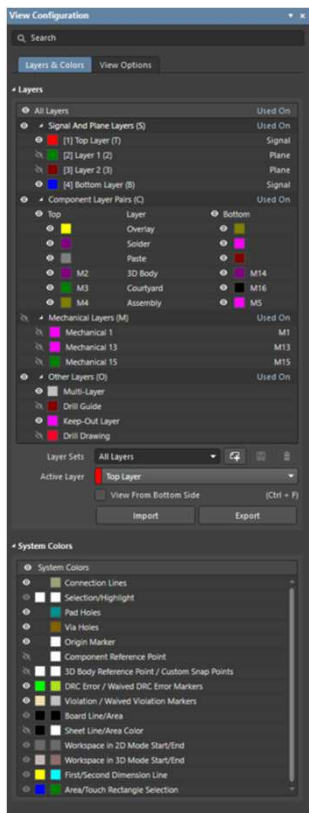 View Configuration
Search
Layers & Colors View Options
Layers
All Layers Used On
Signal And Plane Layers (S) Used On
[1] Top Layer (T) Signal
[2] Layer 1 (2) Plane
[3] Layer 2 (3) Plane
[4] Bottom Layer (B) Signal
Component Layer Pairs (C) Used On
Top Layer Bottom
Overlay
Solder
Paste
M2 3D Body M14
M3 Courtyard M16
M4 Assembly M5
Mechanical Layers (M) Used On
Mechanical 1 M1
Mechanical 13 M13
Mechanical 15 M15
Other Layers (O) Used On
Multi-Layer
Drill Guide
Keep-Out Layer
Drill Drawing
Layer Sets All Layers
Active Layer Top Layer
View From Bottom Side (Ctrl + F)
Import Export
System Colors
System Colors
Connection Lines
Selection/Highlight
Pad Holes
Via Holes
Origin Marker
Component Reference Point
3D Body Reference Point / Custom Snap Points
DRC Error / Waived DRC Error Markers
Violation / Waived Violation Markers
Board Line/Area
Sheet Line/Area Color
Workspace in 2D Mode Start/End
Workspace in 3D Mode Start/End
First/Second Dimension Line
Area/Touch Rectangle Selection